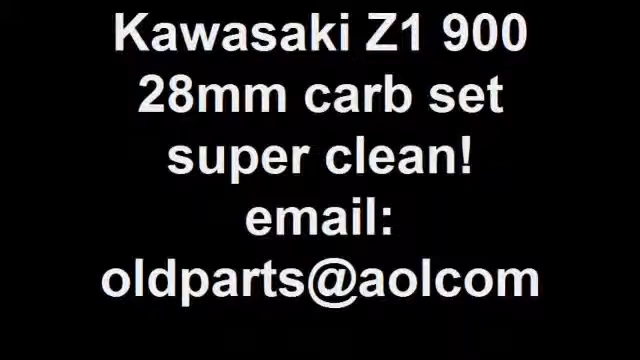 Kawasaki Z1 900
28mm carb set
super clean!
email:
oldparts@aolcom